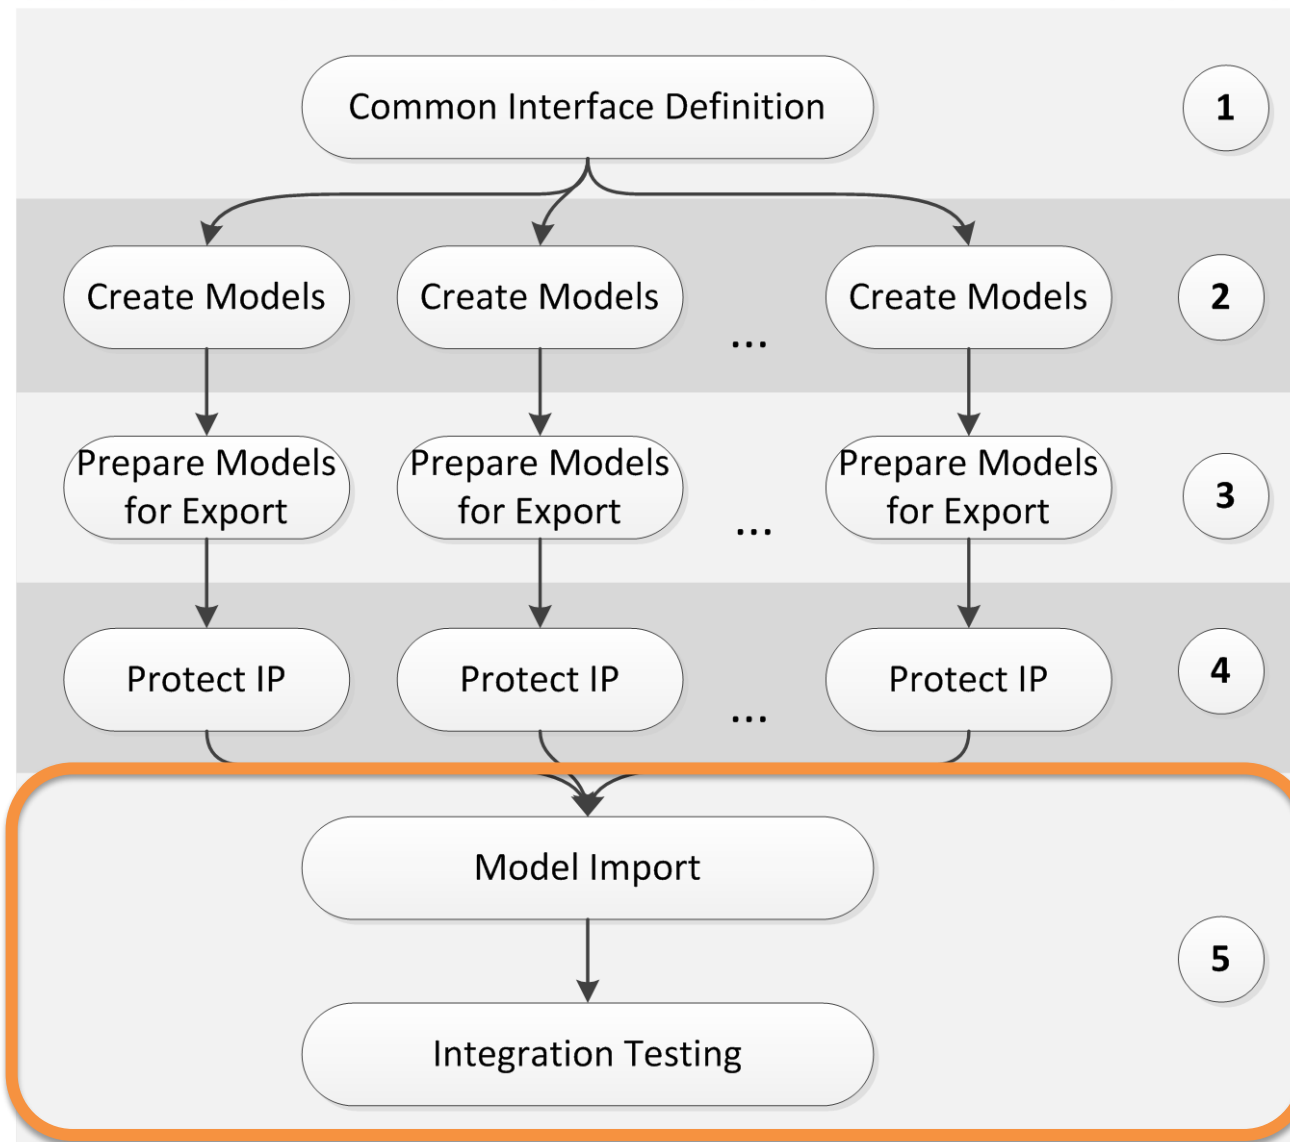 Common Interface Definition
1
Create Models
Create Models
...
Create Models
2
Prepare Models
for Export
Prepare Models
for Export
...
Prepare Models
for Export
3
Protect IP
Protect IP
...
Protect IP
4
Model Import
5
Integration Testing